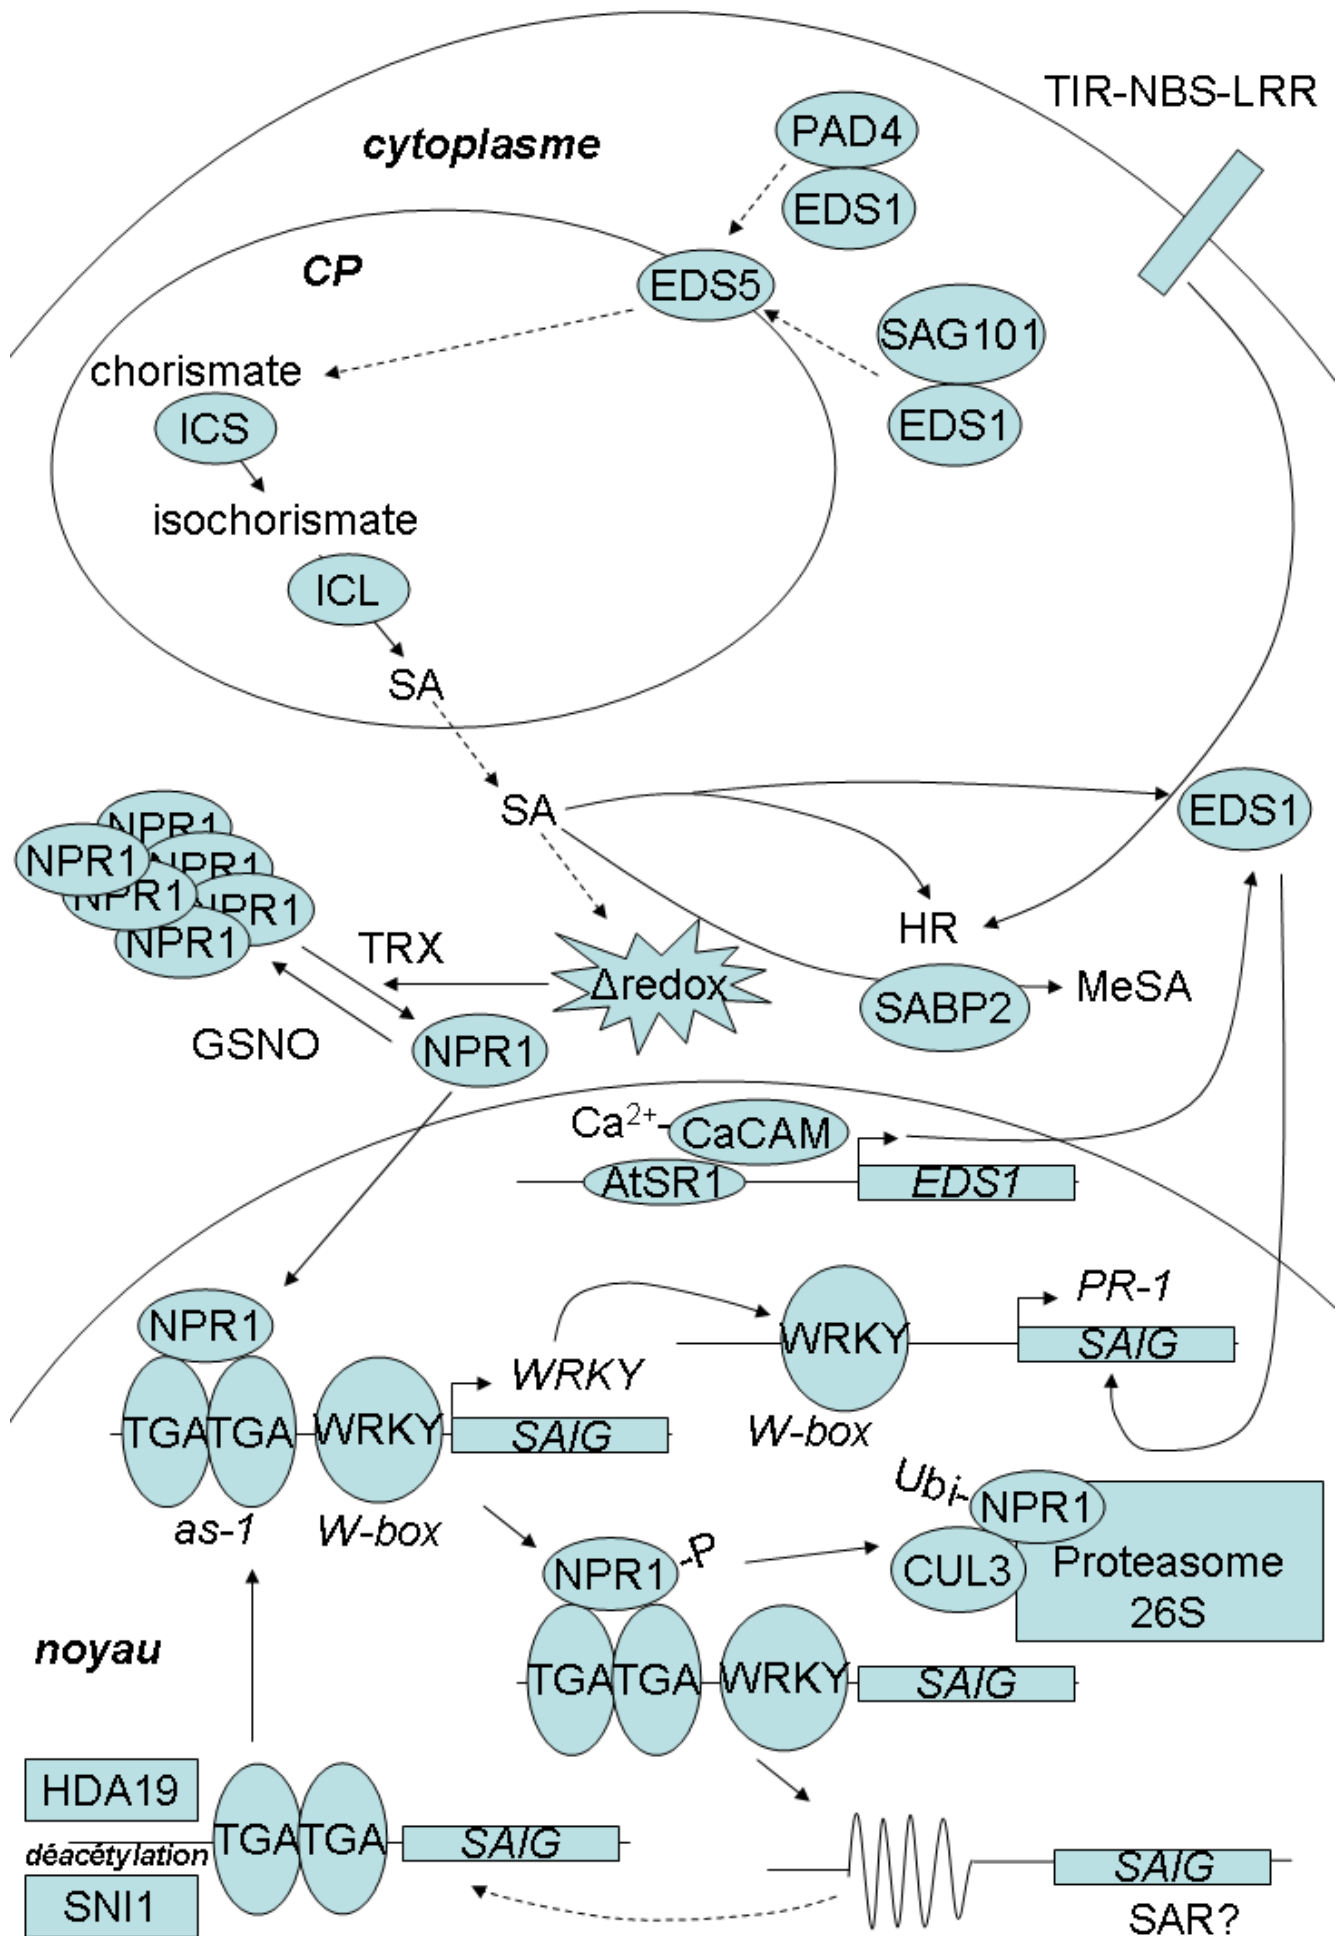 TIR-NBS-LRR
PAD4
cytoplasme
EDS1
CP
EDS5
SAG101
chorismate
ICS
EDS1
isochorismate
ICL
SA
SA
EDS1
NPR1
NPR1
NPR1
NPR1
NPR1
NPR1
HR
TRX
Δredox
MeSA
SABP2
GSNO
NPR1
Ca2+-
CaCAM
AtSR1
EDS1
PR-1
NPR1
WRKY
WRKY
SAIG
TGA
TGA
WRKY
SAIG
W-box
as-1
W-box
Ubi-
NPR1
NPR1
-P
CUL3
Proteasome
26S
noyau
TGA
TGA
WRKY
SAIG
HDA19
TGA
TGA
SAIG
déacétylation
SNI1
SAIG
SAR?